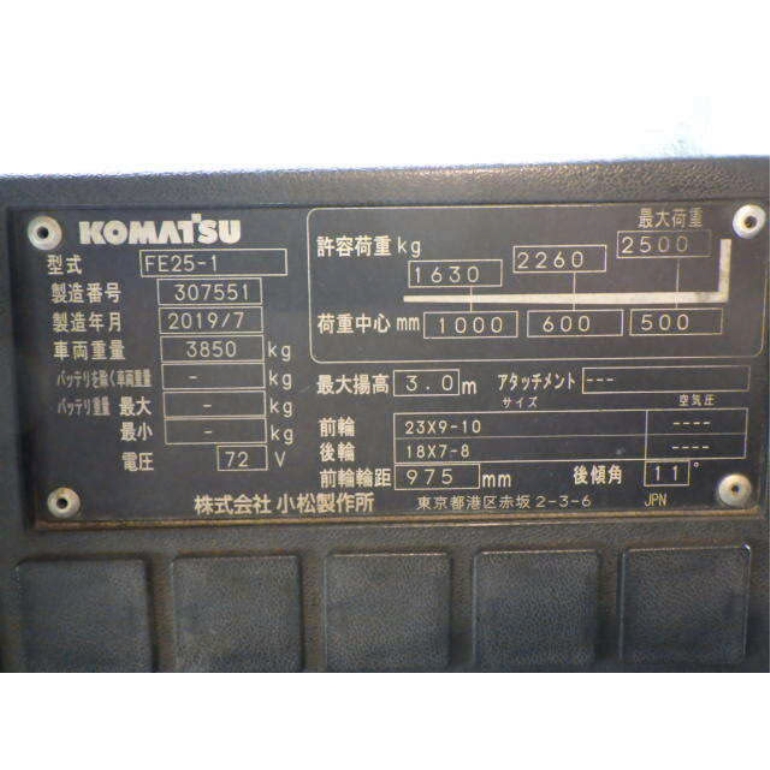 KOMATSU
型式 FE25-1
製造番号 307551
製造年月 2019/7
車両重量 3850 kg
バッテリを除く車両重量 - kg
バッテリ重量 最大 - kg
最小 - kg
電圧 72 V
最大荷重
許容荷重 kg 1630 2260 2500
荷重中心 mm 1000 600 500
最大揚高 3.0 m アタッチメント ---
サイズ 空気圧
前輪 23X9-10 ----
後輪 18X7-8 ----
前輪輪距 975 mm 後傾角 11°
株式会社 小松製作所 東京都港区赤坂2-3-6 JPN